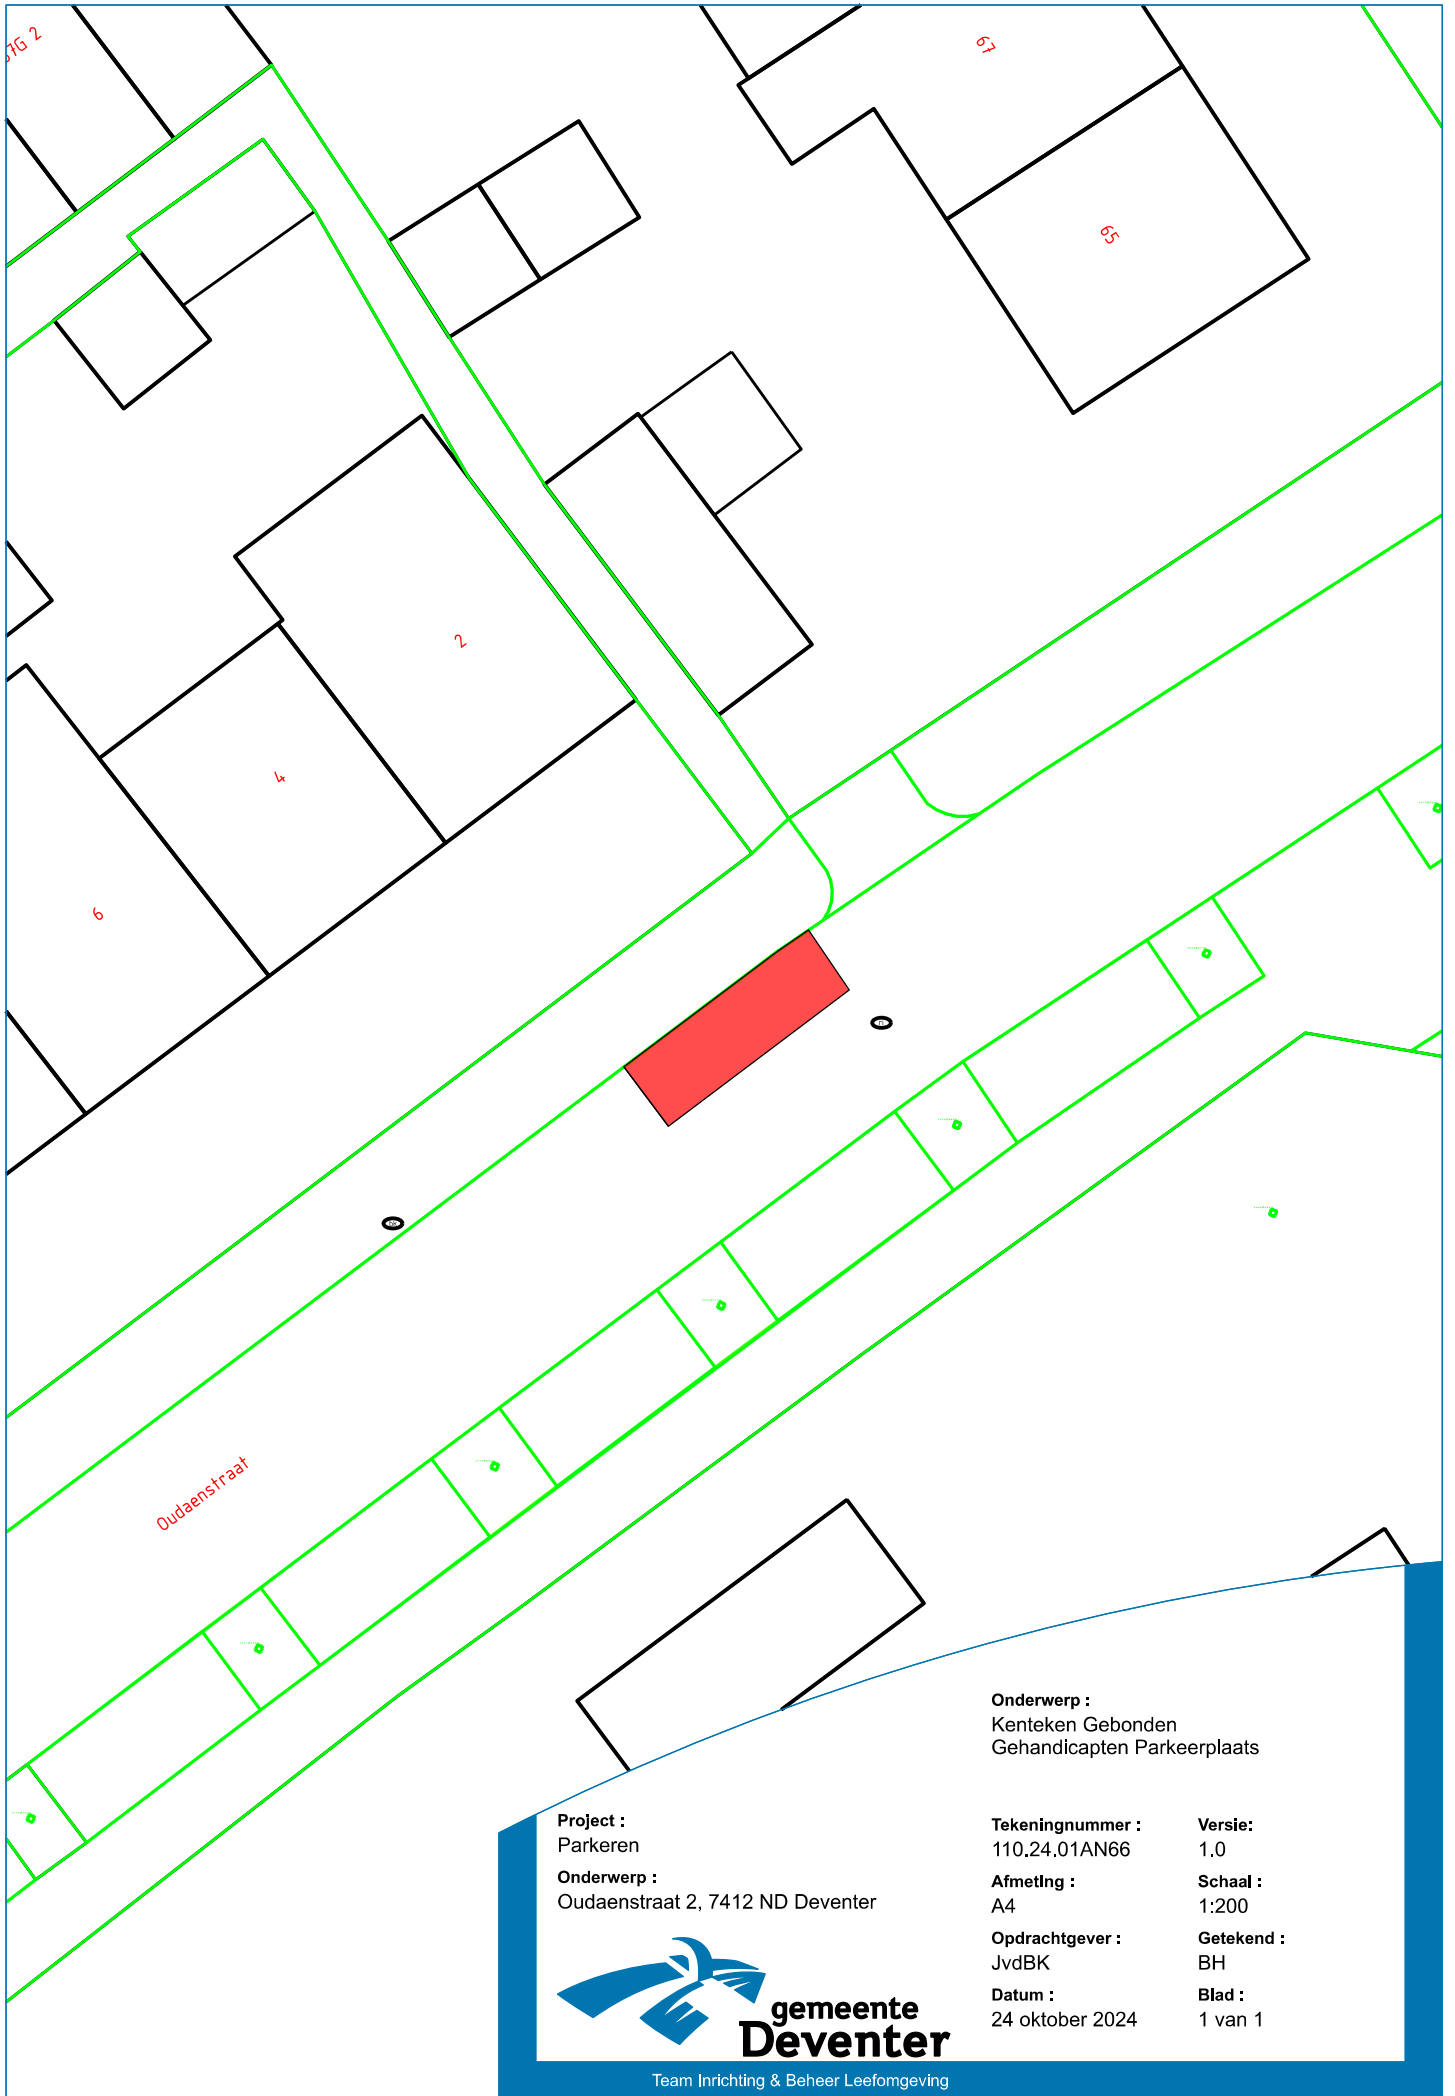 67
65
2
4
6
Oudaenstraat
Onderwerp :
Kenteken Gebonden
Gehandicapten Parkeerplaats
Project :
Parkeren
Onderwerp :
Oudaenstraat 2, 7412 ND Deventer
Tekeningnummer :
110.24.01AN66
Versie:
1.0
Afmeting :
A4
Schaal :
1:200
Opdrachtgever :
JvdBK
Getekend :
BH
Datum :
24 oktober 2024
Blad :
1 van 1
gemeente
Deventer
Team Inrichting & Beheer Leefomgeving